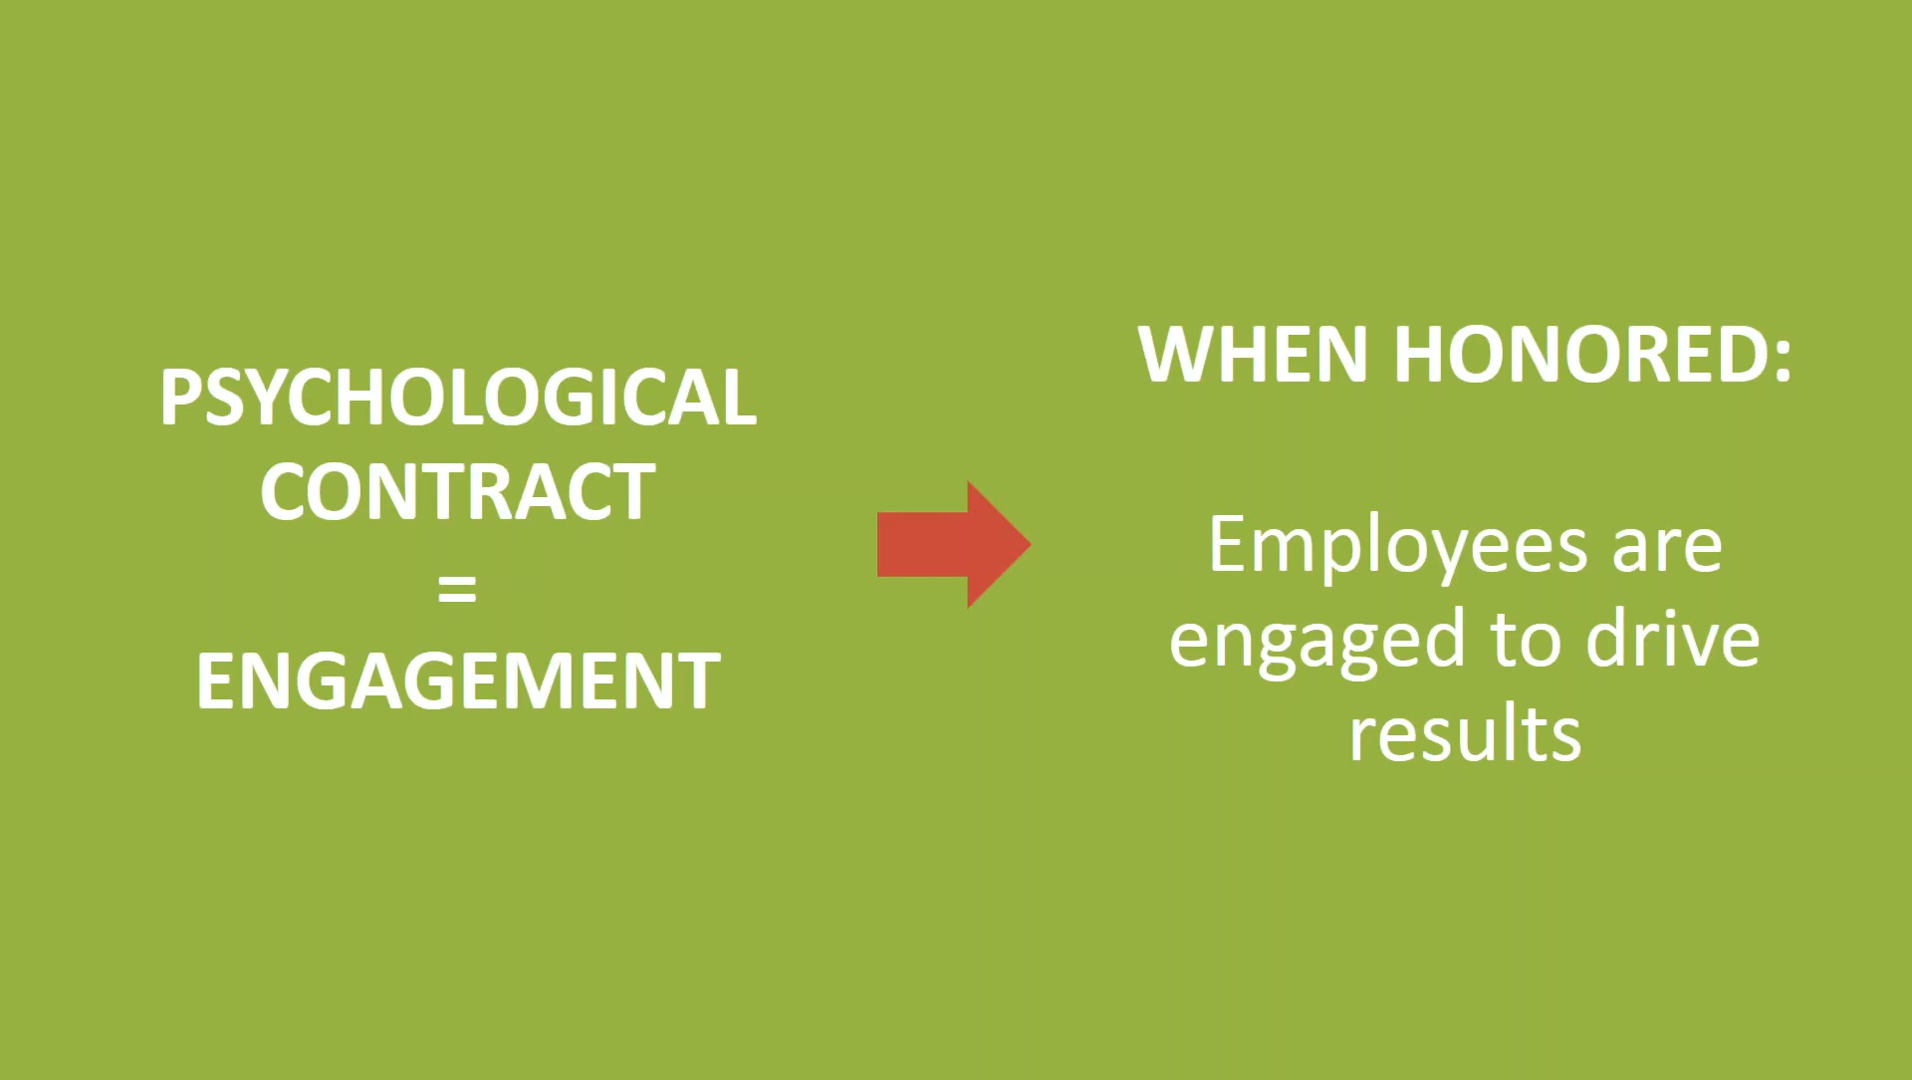 PSYCHOLOGICAL
CONTRACT
=
ENGAGEMENT
WHEN HONORED:
Employees are
engaged to drive
results